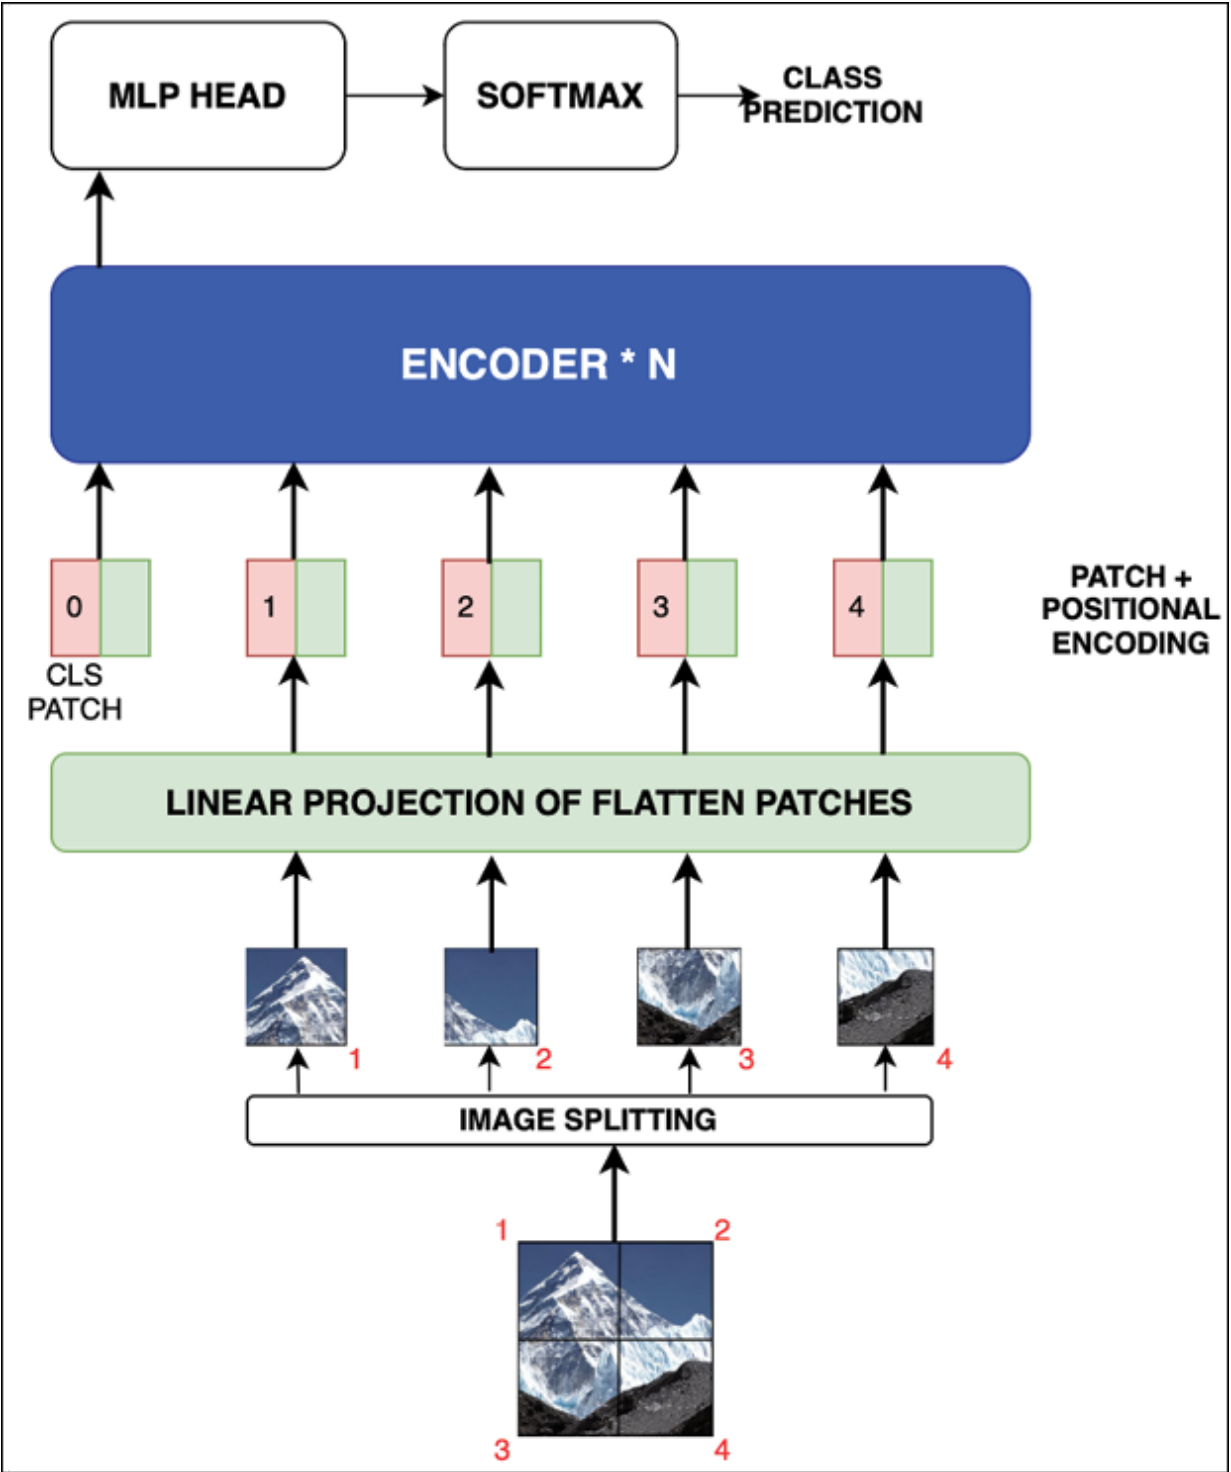 MLP HEAD
SOFTMAX
CLASS
PREDICTION
ENCODER * N
0
1
2
3
4
CLS
PATCH
PATCH +
POSITIONAL
ENCODING
LINEAR PROJECTION OF FLATTEN PATCHES
1
2
3
4
IMAGE SPLITTING
1
2
3
4